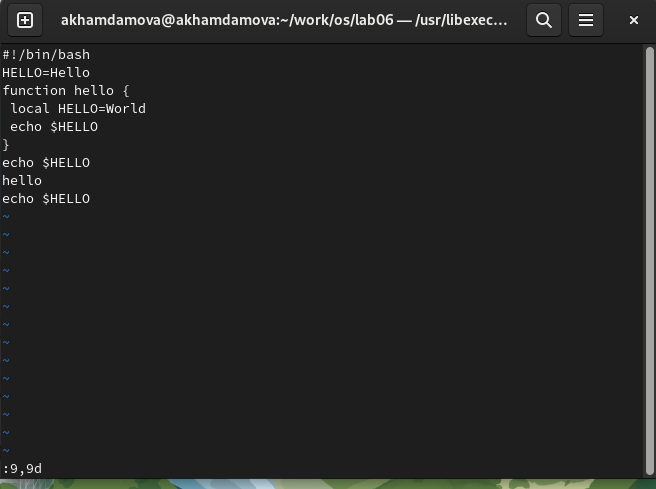 akhamdamova@akhamdamova:~/work/os/lab06 — /usr/libexec…
#!/bin/bash
HELLO=Hello
function hello {
 local HELLO=World
 echo $HELLO
}
echo $HELLO
hello
echo $HELLO
~
~
~
~
~
~
~
~
~
~
~
~
~
~
:9,9d